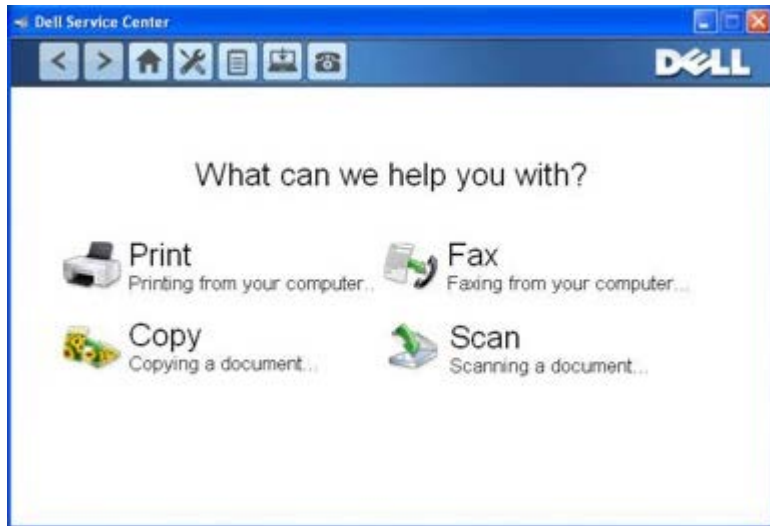 Dell Service Center
DELL
What can we help you with?
Print
Printing from your computer..
Fax
Faxing from your computer...
Copy
Copying a document...
Scan
Scanning a document...